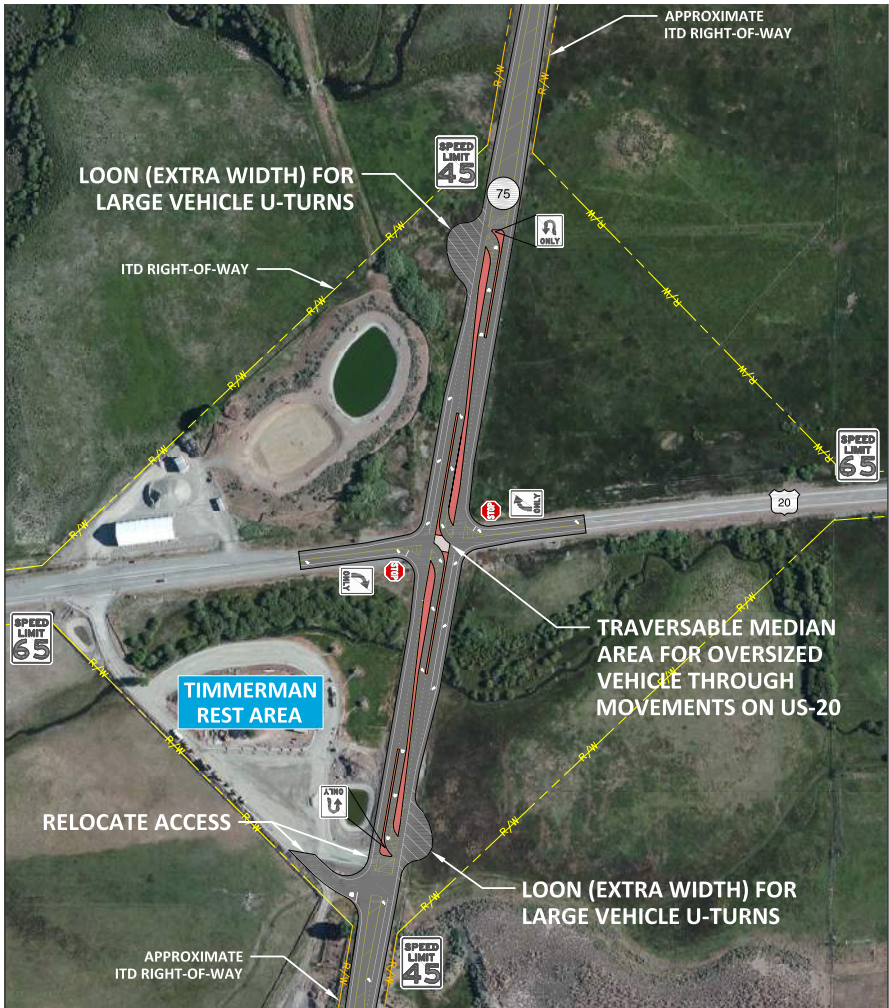 APPROXIMATE
ITD RIGHT-OF-WAY
R/W
R/W
SPEED
LIMIT
45
LOON (EXTRA WIDTH) FOR
LARGE VEHICLE U-TURNS
75
ONLY
R/W
R/W
ITD RIGHT-OF-WAY
R/W
R/W
R/W
R/W
R/W
SPEED
LIMIT
65
R/W
R/W
20
STOP
ONLY
R/W
STOP
ONLY
R/W
SPEED
LIMIT
65
TRAVERSABLE MEDIAN
AREA FOR OVERSIZED
VEHICLE THROUGH
MOVEMENTS ON US-20
R/W
R/W
TIMMERMAN
REST AREA
R/W
R/W
ONLY
RELOCATE ACCESS
R/W
R/W
LOON (EXTRA WIDTH) FOR
LARGE VEHICLE U-TURNS
R/W
SPEED
LIMIT
45
APPROXIMATE
ITD RIGHT-OF-WAY
R/W
R/W